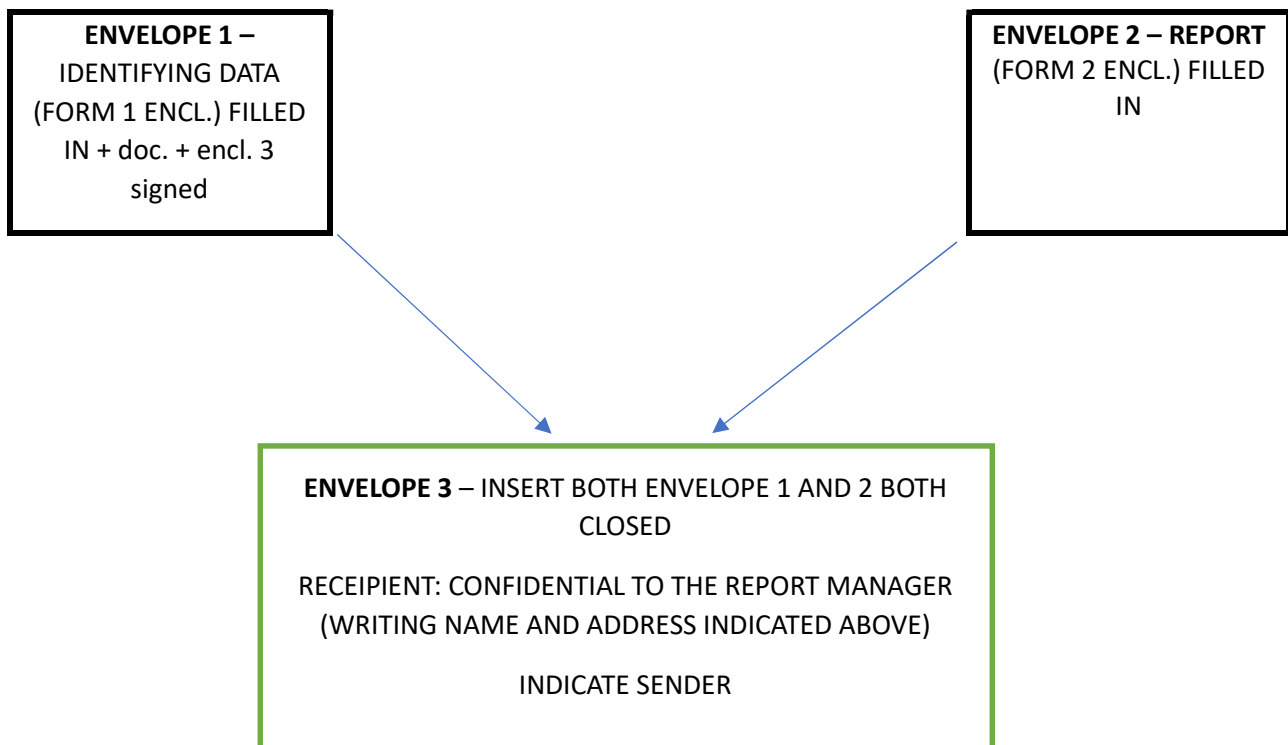 ENVELOPE 1 –
IDENTIFYING DATA
(FORM 1 ENCL.) FILLED
IN + doc. + encl. 3
signed
ENVELOPE 2 – REPORT
(FORM 2 ENCL.) FILLED
IN
ENVELOPE 3 – INSERT BOTH ENVELOPE 1 AND 2 BOTH
CLOSED
RECEIPIENT: CONFIDENTIAL TO THE REPORT MANAGER
(WRITING NAME AND ADDRESS INDICATED ABOVE)
INDICATE SENDER